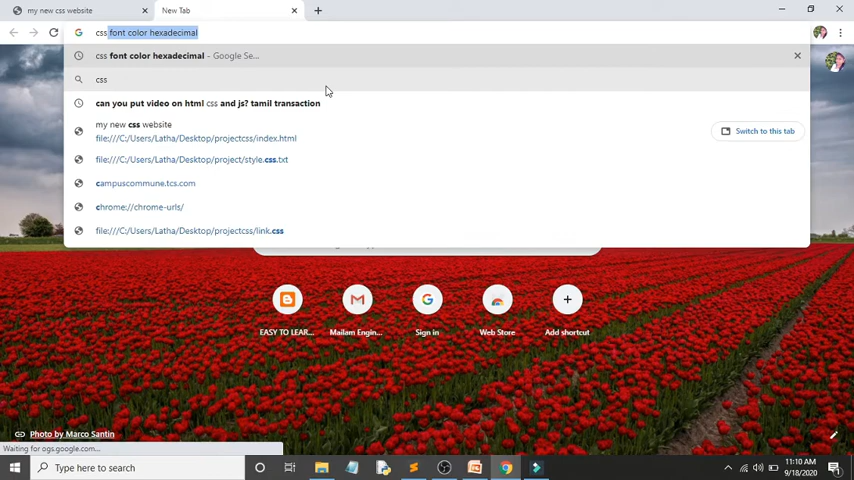 my new css website
New Tab
css font color hexadecimal
css font color hexadecimal - Google Se...
css
can you put video on html css and js? tamil transaction
my new css website
file:///C:/Users/Latha/Desktop/projectcss/index.html
Switch to this tab
file:///C:/Users/Latha/Desktop/project/style.css.txt
campuscommune.tcs.com
chrome://chrome-urls/
file:///C:/Users/Latha/Desktop/projectcss/link.css
EASY TO LEAR...
Mailam Engin...
Sign in
Web Store
Add shortcut
Photo by Marco Santin
Waiting for ogs.google.com...
Type here to search
11:10 AM
9/18/2020